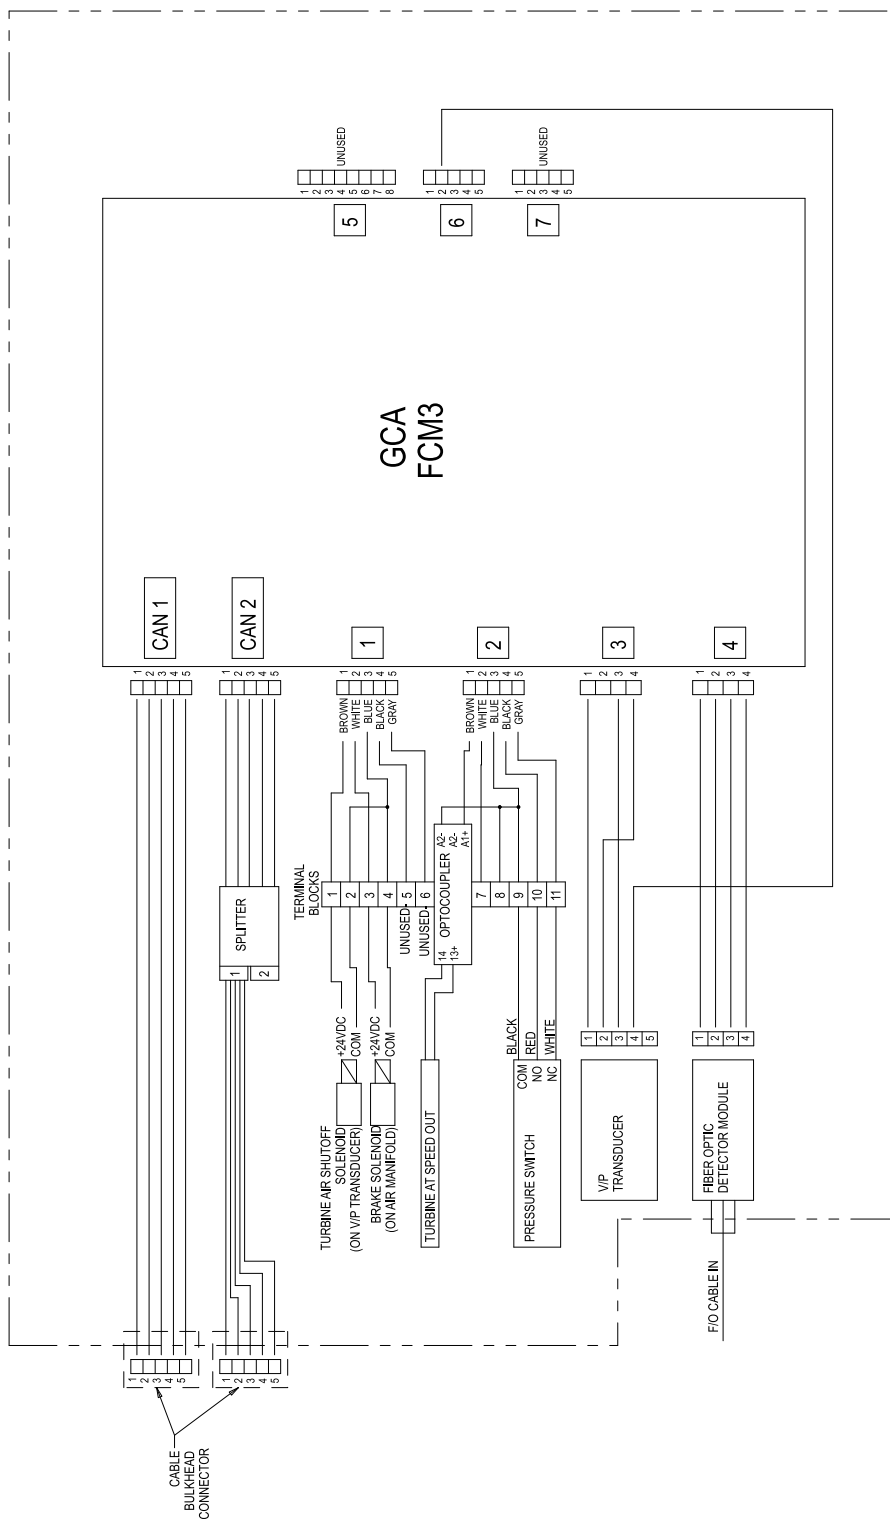 CABLE
BULKHEAD
CONNECTOR
1
2
3
4
5
1
2
3
4
5
SPLITTER
1
2
1
2
3
4
5
CAN 1
1
2
3
4
5
CAN 2
TURBINE AIR SHUTOFF
SOLENOID
(ON V/P TRANSDUCER)
+24VDC
COM
BRAKE SOLENOID
(ON AIR MANIFOLD)
+24VDC
COM
TERMINAL
BLOCKS
1
2
3
4
5
6
UNUSED-
UNUSED-
BROWN
WHITE
BLUE
BLACK
GRAY
1
2
3
4
5
1
TURBINE AT SPEED OUT
14
13+
OPTOCOUPLER
A2-
A2-
A1+
7
8
9
10
11
BROWN
WHITE
BLUE
BLACK
GRAY
1
2
3
4
5
2
PRESSURE SWITCH
COM
NO
NC
BLACK
RED
WHITE
V/P
TRANSDUCER
1
2
3
4
5
1
2
3
4
3
F/O CABLE IN
FIBER OPTIC
DETECTOR MODULE
1
2
3
4
1
2
3
4
4
GCA
FCM3
5
1
2
3
4
5
6
7
8
UNUSED
6
1
2
3
4
5
7
1
2
3
4
5
UNUSED